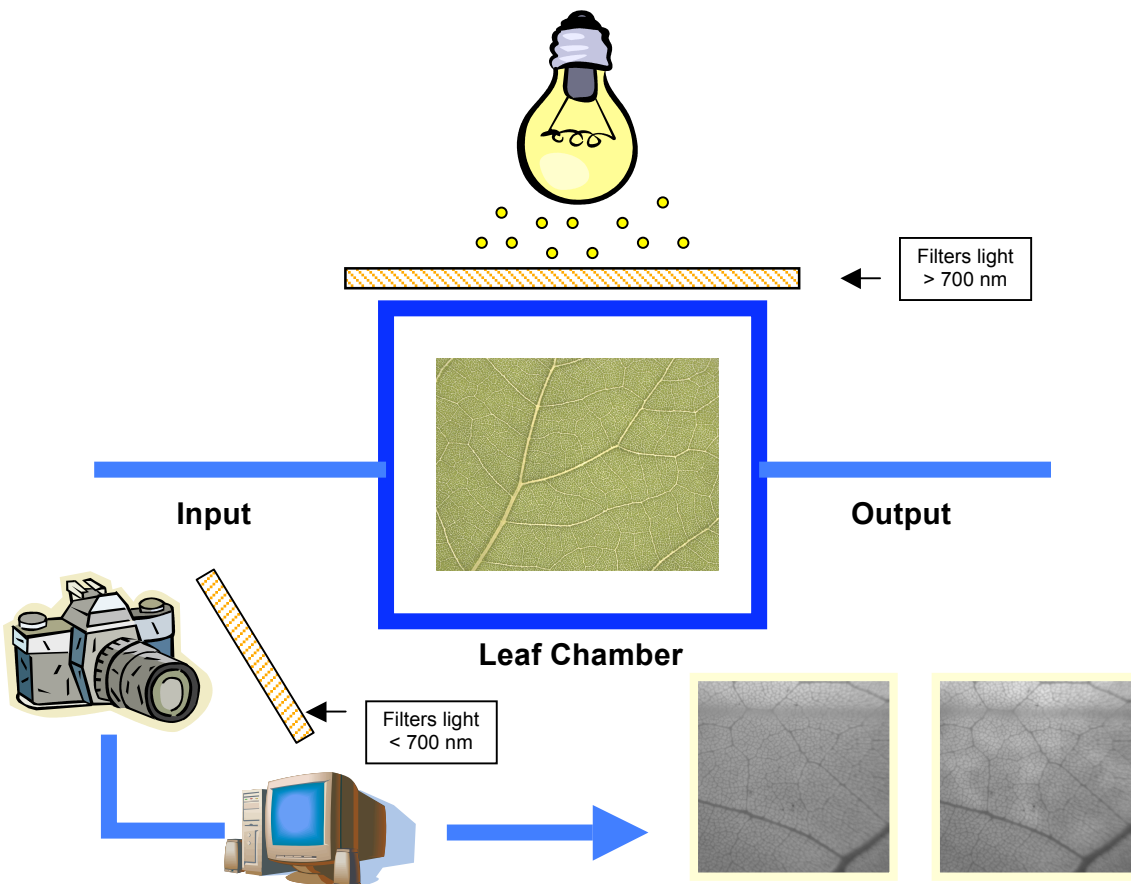 Filters light
> 700 nm
Input
Output
Leaf Chamber
Filters light
< 700 nm